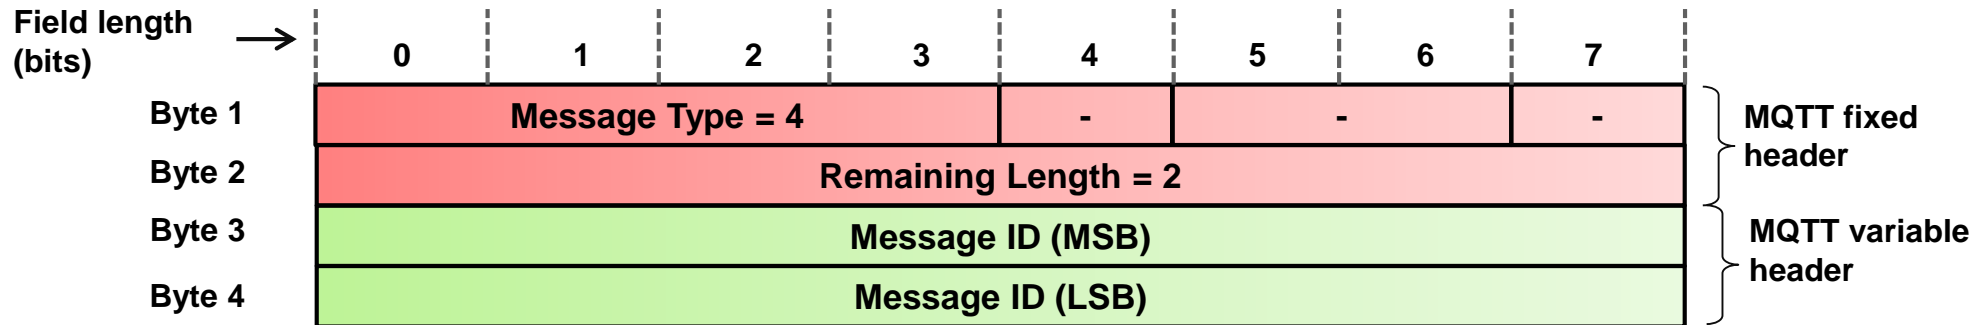 Field length
(bits)
0 1 2 3 4 5 6 7
Byte 1 Message Type = 4 - - - MQTT fixed
header
Byte 2 Remaining Length = 2
Byte 3 Message ID (MSB) MQTT variable
header
Byte 4 Message ID (LSB)